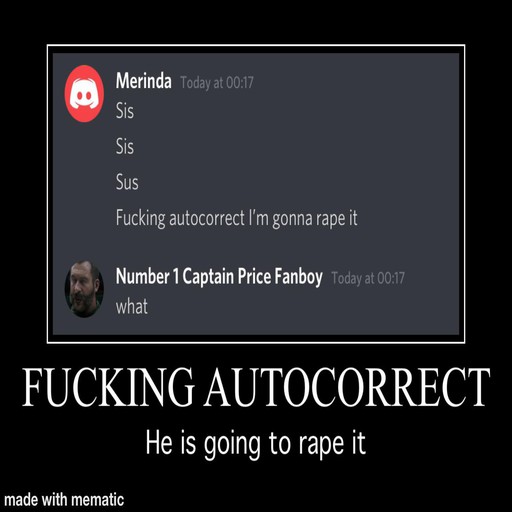 Merinda Today at 00:17
Sis
Sis
Sus
Fucking autocorrect I'm gonna rape it
Number 1 Captain Price Fanboy Today at 00:17
what
FUCKING AUTOCORRECT
He is going to rape it
made with mematic